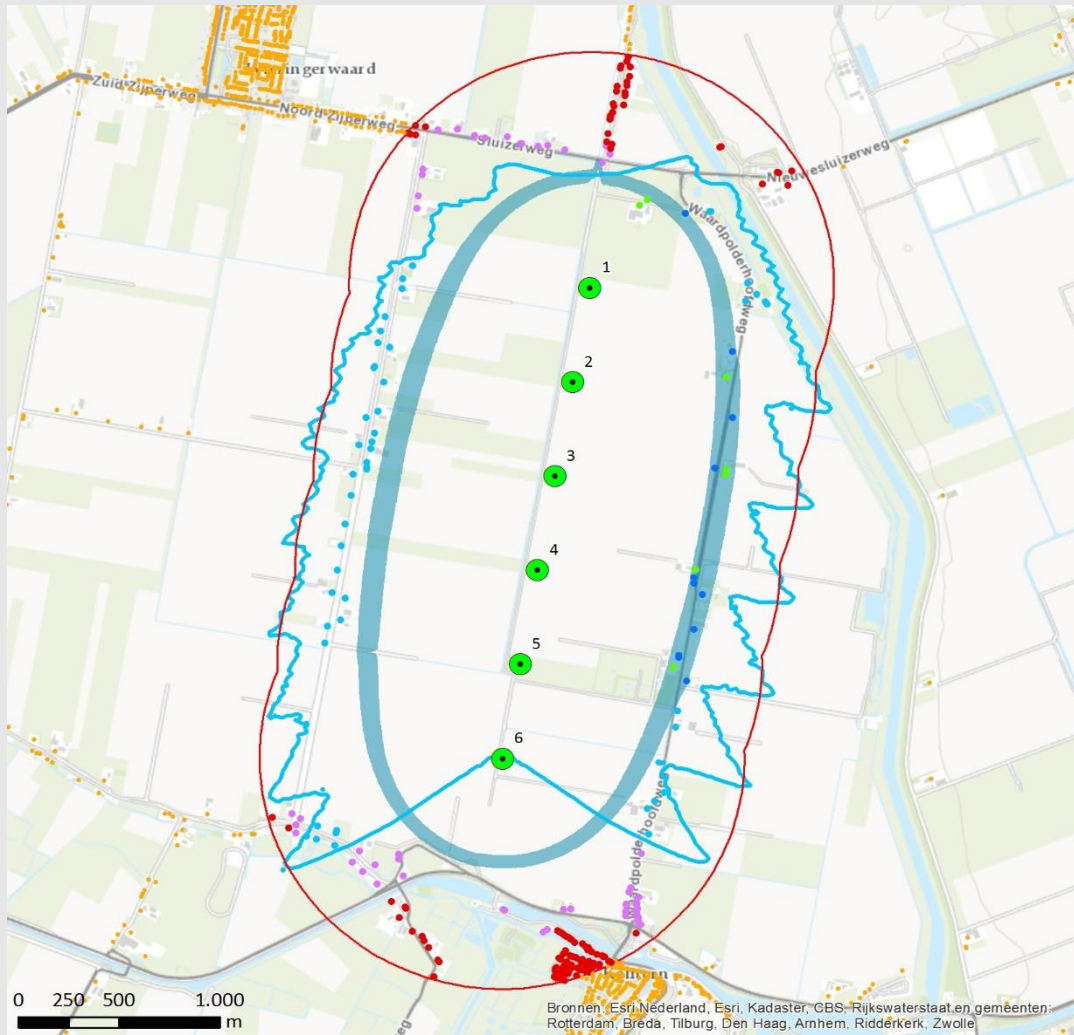 Zuid Zijperweg
Noord Zijperweg
Sluizerweg
Nieuwesluizerweg
Waardpolderhoofdweg
1
2
3
4
5
6
Waardpolderhoofdweg
weg
0 250 500 1.000
m
Bronnen: Esri Nederland, Esri, Kadaster, CBS, Rijkswaterstaat en gemeenten:
Rotterdam, Breda, Tilburg, Den Haag, Arnhem, Ridderkerk, Zwolle